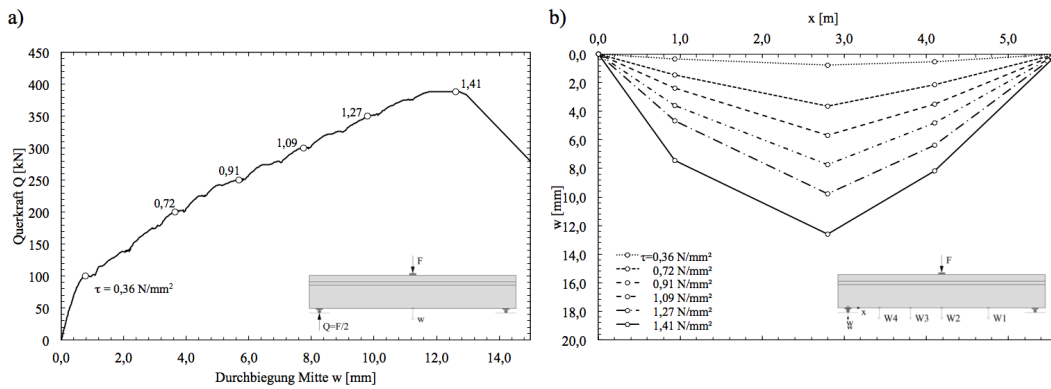 a)
450
400
350
300
250
200
150
100
50
0
Querkraft Q [kN]
0,0
2,0
4,0
6,0
8,0
10,0
12,0
14,0
Durchbiegung Mitte w [mm]
τ = 0,36 N/mm²
0,72
0,91
1,09
1,27
1,41
F
Q=F/2
w
b)
x [m]
0,0
1,0
2,0
3,0
4,0
5,0
0,0
2,0
4,0
6,0
8,0
10,0
12,0
14,0
16,0
18,0
20,0
w [mm]
τ=0,36 N/mm²
0,72 N/mm²
0,91 N/mm²
1,09 N/mm²
1,27 N/mm²
1,41 N/mm²
F
x
W4
W3
W2
W1